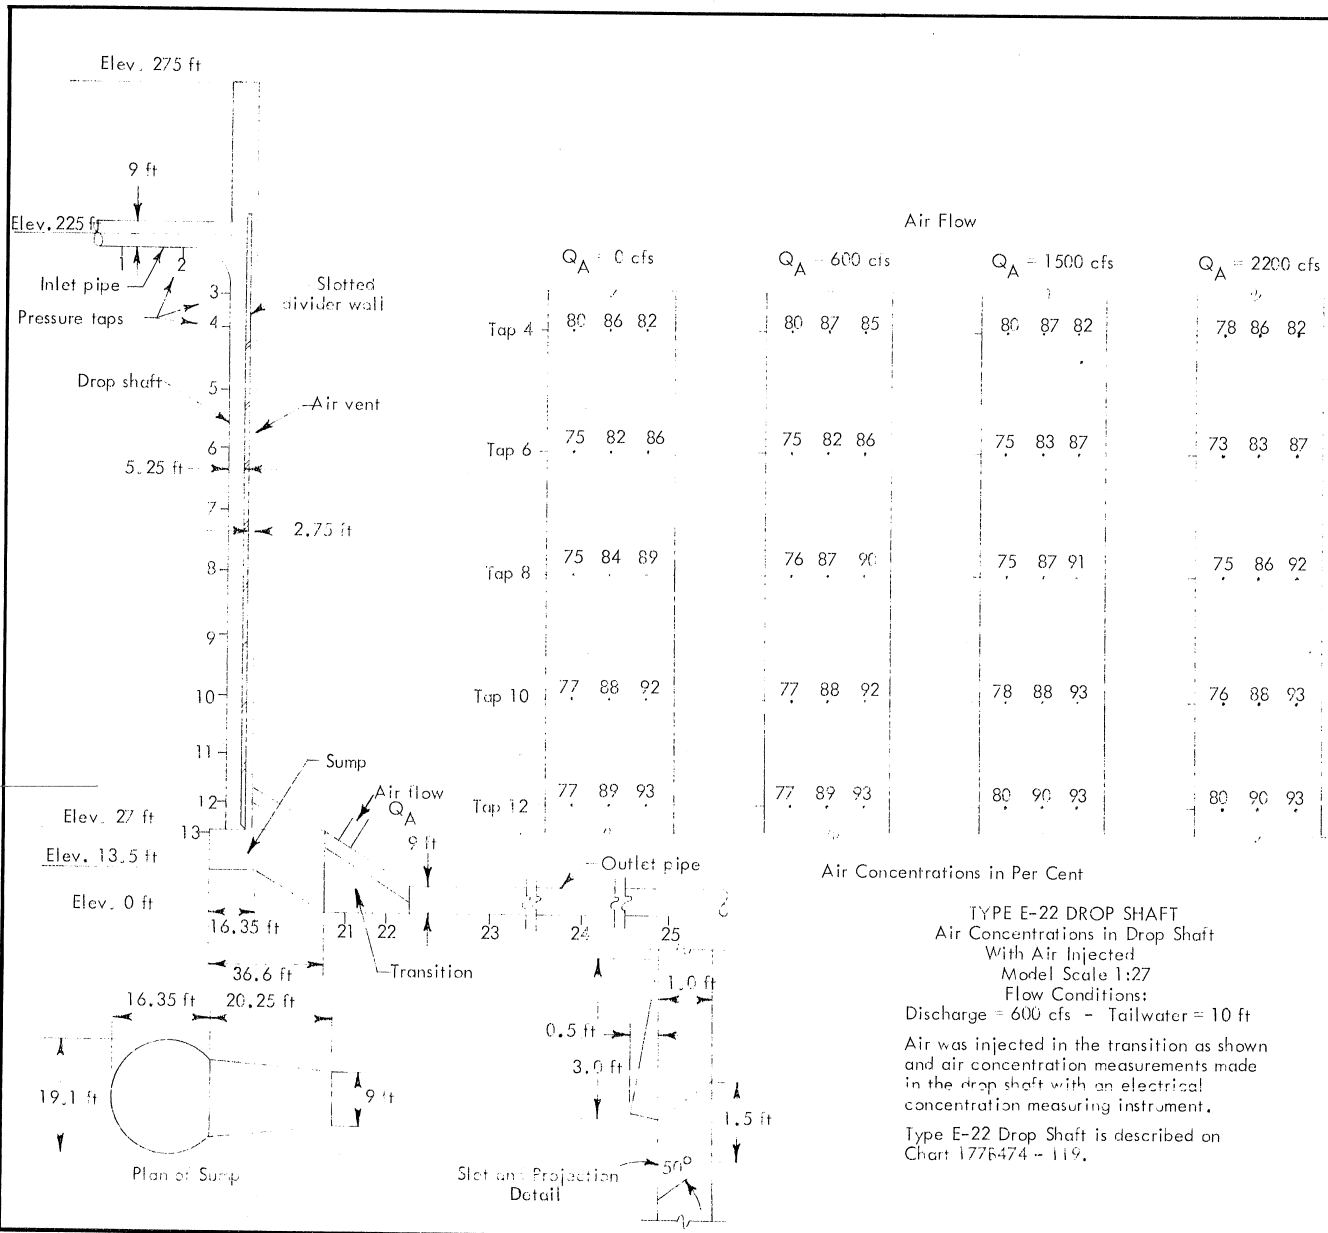 Elev. 275 ft
9 ft
Elev. 225 ft
1
2
Inlet pipe
Pressure taps
3
4
Slotted
divider wall
Drop shaft
5
Air vent
6
5.25 ft
7
2.75 ft
8
9
10
11
Sump
12
Air flow
QA
Elev. 27 ft
13
9 ft
Elev. 13.5 ft
Outlet pipe
Elev. 0 ft
16.35 ft
21
22
23
24
25
36.6 ft
Transition
Air Flow
QA = 0 cfs
QA = 600 cfs
QA = 1500 cfs
QA = 2200 cfs
Tap 4 80 86 82 80 87 85 80 87 82 78 86 82
Tap 6 75 82 86 75 82 86 75 83 87 73 83 87
Tap 8 75 84 89 76 87 90 75 87 91 75 86 92
Tap 10 77 88 92 77 88 92 78 88 93 76 88 93
Tap 12 77 89 93 77 89 93 80 90 93 80 90 93
Air Concentrations in Per Cent
16.35 ft
20.25 ft
19.1 ft
9 ft
Plan of Sump
1.0 ft
0.5 ft
3.0 ft
1.5 ft
50°
Slot and Projection
Detail
TYPE E-22 DROP SHAFT
Air Concentrations in Drop Shaft
With Air Injected
Model Scale 1:27
Flow Conditions:
Discharge = 600 cfs - Tailwater = 10 ft
Air was injected in the transition as shown
and air concentration measurements made
in the drop shaft with an electrical
concentration measuring instrument.
Type E-22 Drop Shaft is described on
Chart 177B474 - 119.